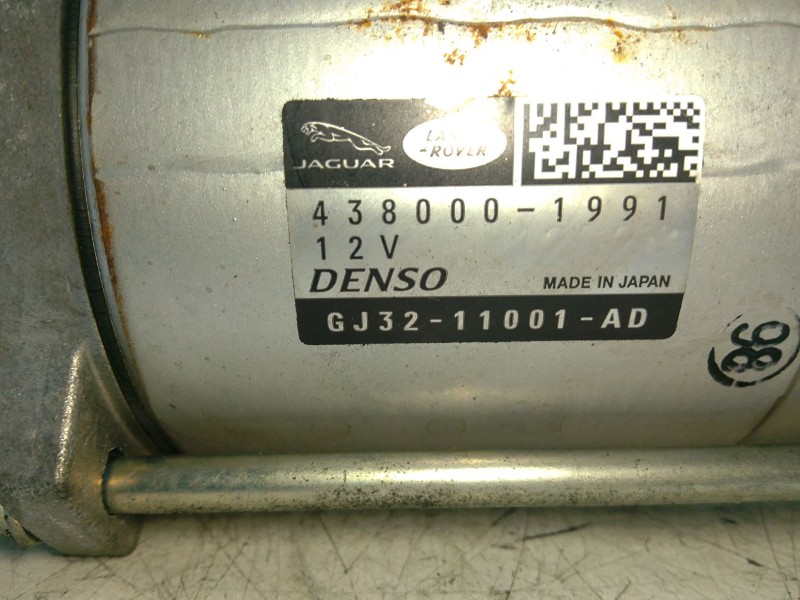 JAGUAR
LAND
-ROVER
438000-1991
12V
DENSO MADE IN JAPAN
GJ32-11001-AD